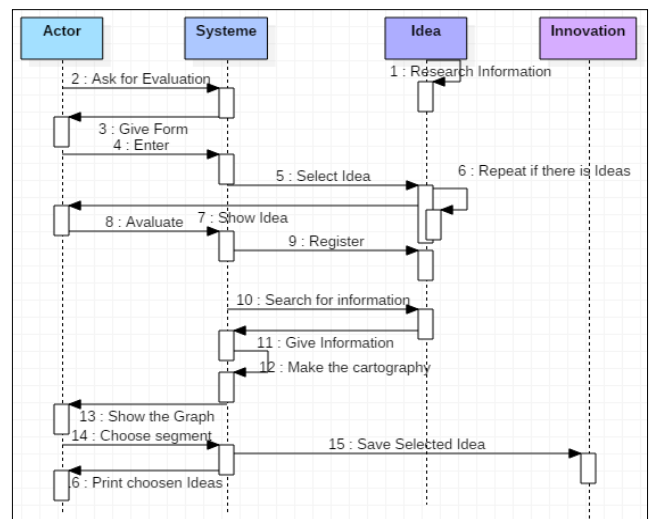 Actor
Systeme
Idea
Innovation
1 : Research Information
2 : Ask for Evaluation
3 : Give Form
4 : Enter
5 : Select Idea
6 : Repeat if there is Ideas
7 : Show Idea
8 : Avaluate
9 : Register
10 : Search for information
11 : Give Information
12 : Make the cartography
13 : Show the Graph
14 : Choose segment
15 : Save Selected Idea
6 : Print choosen Ideas